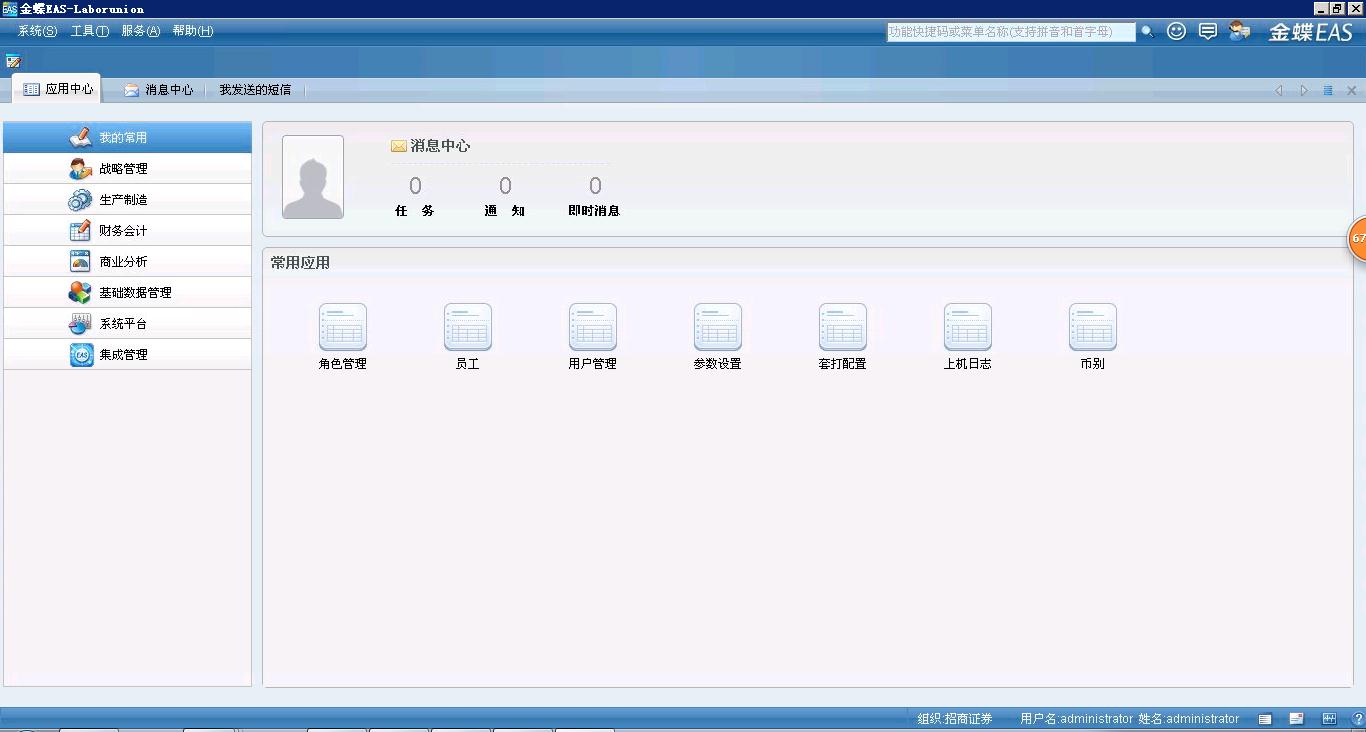 金蝶EAS-Laborunion
系统(S) 工具(T) 服务(A) 帮助(H)
功能快捷码或菜单名称(支持拼音和首字母)
金蝶EAS
应用中心 消息中心 我发送的短信
我的常用
战略管理
生产制造
财务会计
商业分析
基础数据管理
系统平台
集成管理
消息中心
0 0 0
任 务 通 知 即时消息
67
常用应用
角色管理 员工 用户管理 参数设置 套打配置 上机日志 币别
组织:招商证券 用户名:administrator 姓名:administrator